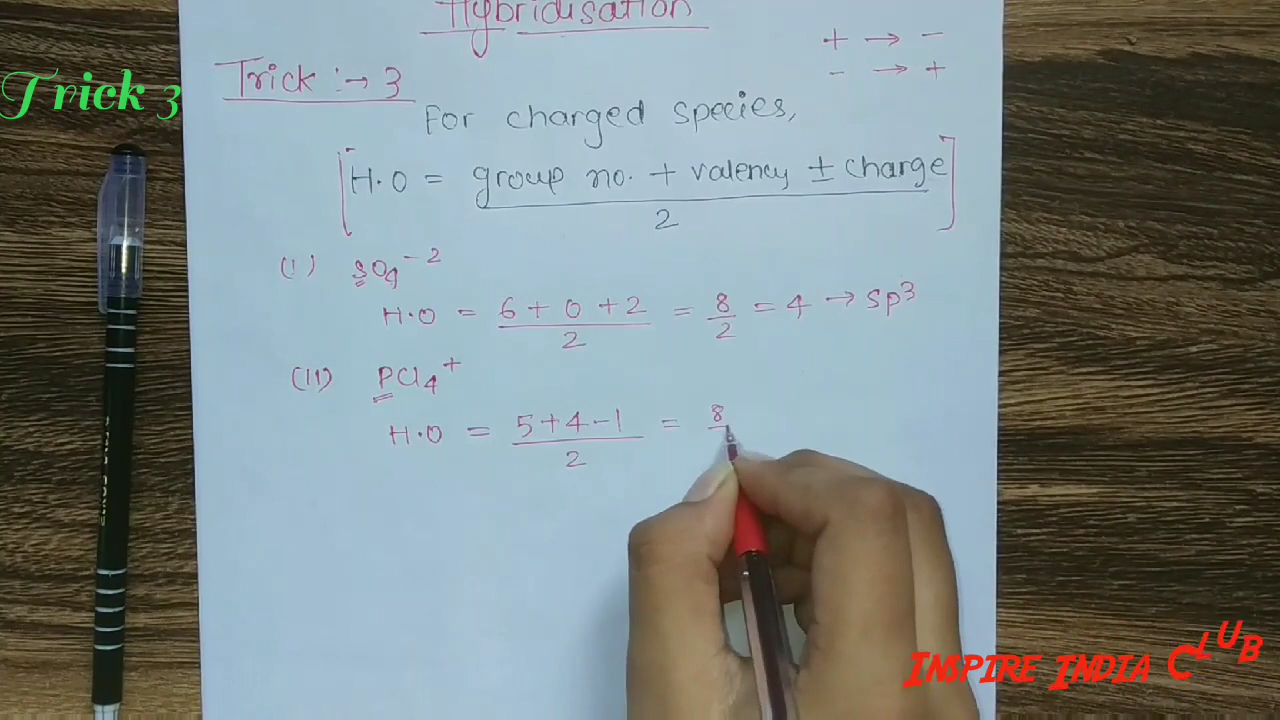 Hybridisation
+ → −
− → +
Trick 3
Trick :→ 3
For charged species,
[H.O = group no. + valency ± charge / 2]
(I) SO4^-2
H.O = 6 + 0 + 2 / 2 = 8 / 2 = 4 → sp3
(II) PCl4+
H.O = 5 + 4 − 1 / 2 = 8
INSPIRE INDIA CLUB